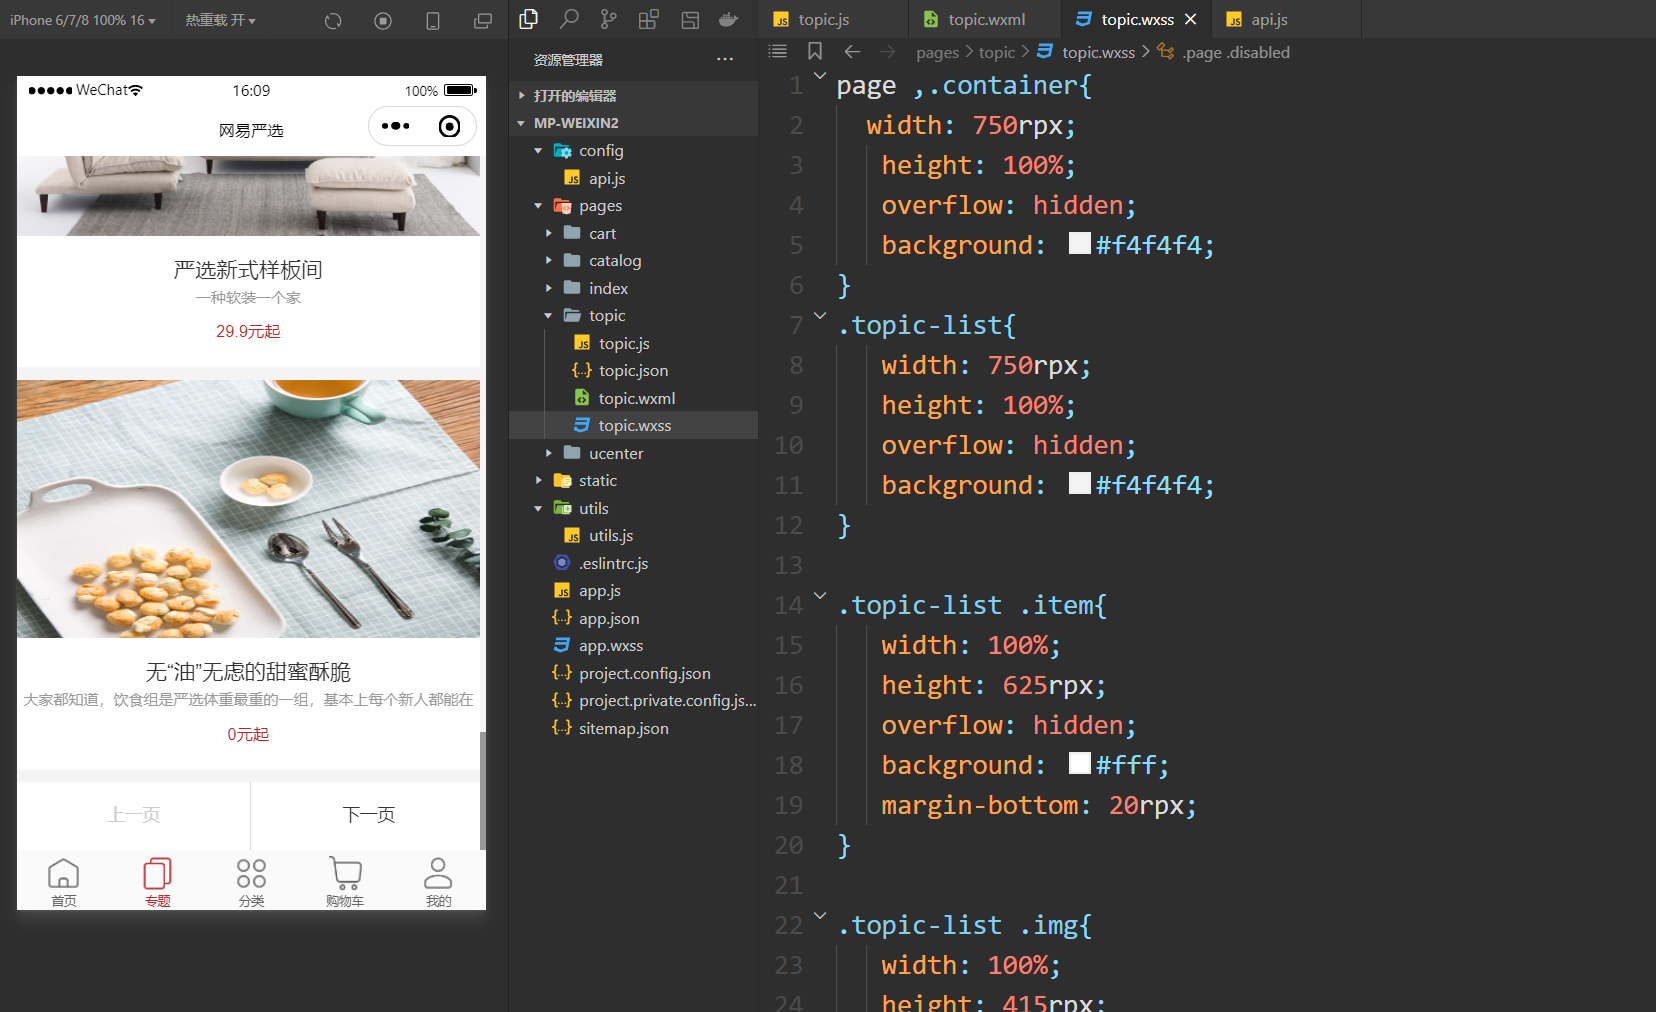 iPhone 6/7/8 100% 16
热重载 开
WeChat
16:09
100%
网易严选
严选新式样板间
一种软装一个家
29.9元起
无“油”无虑的甜蜜酥脆
大家都知道，饮食组是严选体重最重的一组，基本上每个新人都能在
0元起
上一页
下一页
首页
专题
分类
购物车
我的
资源管理器
打开的编辑器
MP-WEIXIN2
config
api.js
pages
cart
catalog
index
topic
topic.js
topic.json
topic.wxml
topic.wxss
ucenter
static
utils
utils.js
.eslintrc.js
app.js
app.json
app.wxss
project.config.json
project.private.config.js...
sitemap.json
topic.js
topic.wxml
topic.wxss
api.js
pages > topic > topic.wxss > .page .disabled
1 page ,.container{
2 width: 750rpx;
3 height: 100%;
4 overflow: hidden;
5 background: #f4f4f4;
6 }
7 .topic-list{
8 width: 750rpx;
9 height: 100%;
10 overflow: hidden;
11 background: #f4f4f4;
12 }
13
14 .topic-list .item{
15 width: 100%;
16 height: 625rpx;
17 overflow: hidden;
18 background: #fff;
19 margin-bottom: 20rpx;
20 }
21
22 .topic-list .img{
23 width: 100%;
24 height: 415rpx;